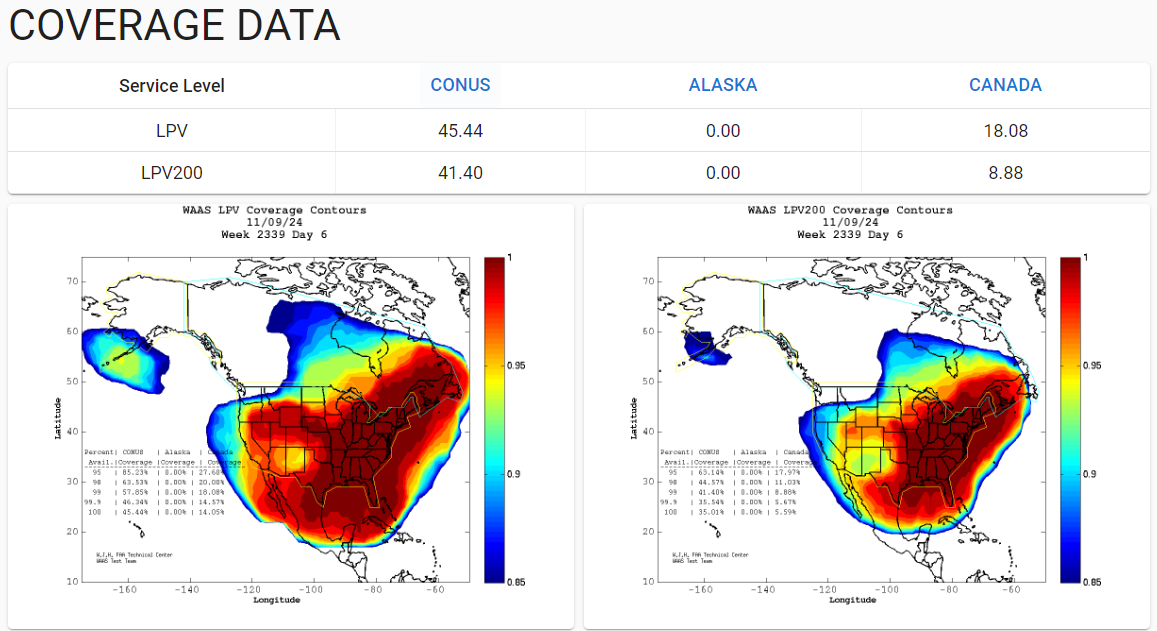 COVERAGE DATA
Service Level CONUS ALASKA CANADA
LPV 45.44 0.00 18.08
LPV200 41.40 0.00 8.88
WAAS LPV Coverage Contours
11/09/24
Week 2339 Day 6
1
0.95
0.9
0.85
70
60
50
40
30
20
10
Latitude
-160 -140 -120 -100 -80 -60
Longitude
Percent| CONUS | Alaska | Canada
Avail.|Coverage |Coverage | Coverage
95 | 85.23% | 0.00% | 27.68%
98 | 63.53% | 0.00% | 20.00%
99 | 57.85% | 0.00% | 18.08%
99.9 | 46.34% | 0.00% | 14.57%
100 | 45.44% | 0.00% | 14.05%
WJ,H, FAA Technical Center
WAAS Test Team
WAAS LPV200 Coverage Contours
11/09/24
Week 2339 Day 6
1
0.95
0.9
0.85
70
60
50
40
30
20
10
Latitude
-160 -140 -120 -100 -80 -60
Longitude
Percent| CONUS | Alaska | Canada
Avail.|Coverage |Coverage | Coverage
95 | 63.14% | 0.00% | 17.97%
98 | 44.57% | 0.00% | 11.03%
99 | 41.40% | 0.00% | 8.88%
99.9 | 35.54% | 0.00% | 5.67%
100 | 35.01% | 0.00% | 5.59%
WJ,H, FAA Technical Center
WAAS Test Team